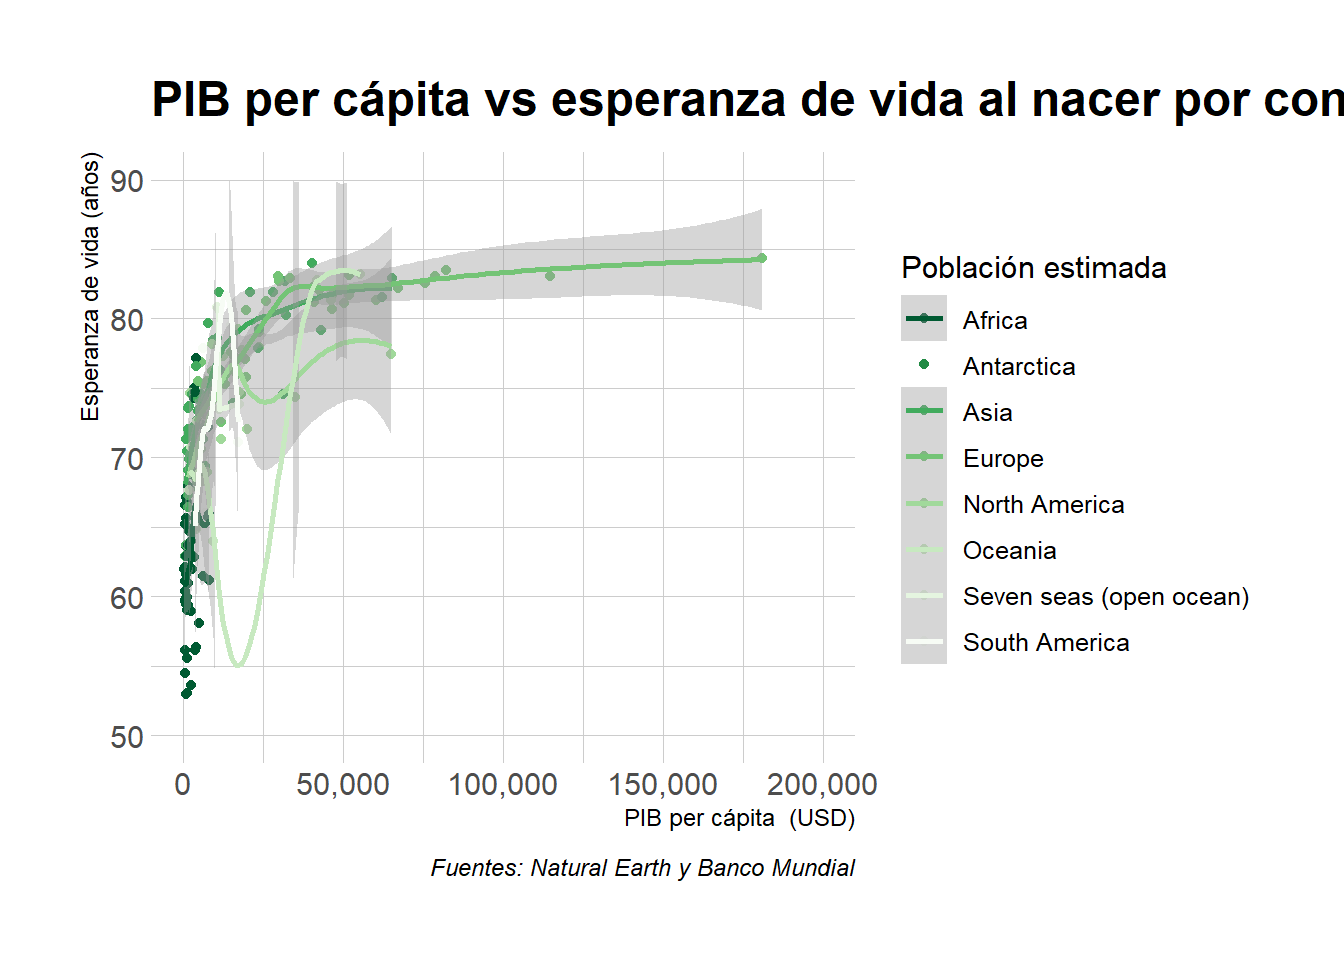 PIB per cápita vs esperanza de vida al nacer por con
Esperanza de vida (años)
90
80
70
60
50
0
50,000
100,000
150,000
200,000
PIB per cápita (USD)
Fuentes: Natural Earth y Banco Mundial
Población estimada
Africa
Antarctica
Asia
Europe
North America
Oceania
Seven seas (open ocean)
South America